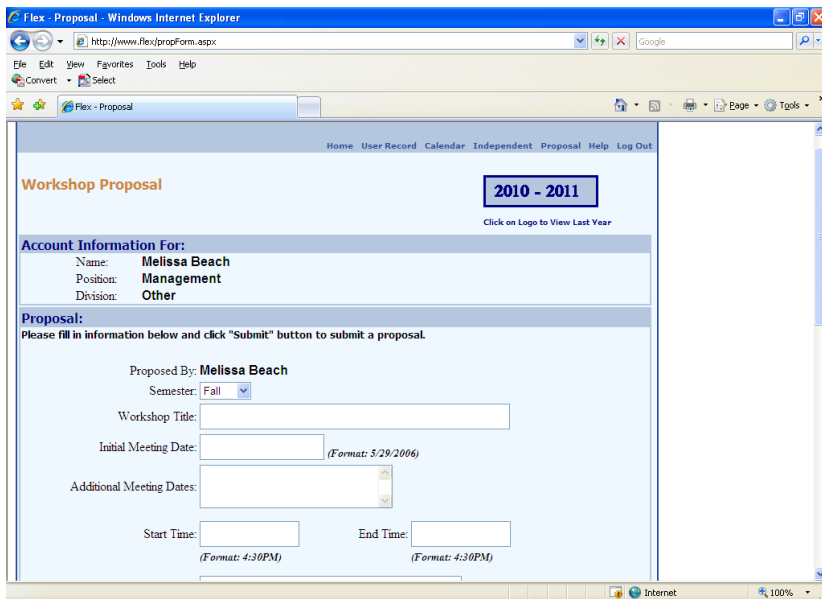 Flex - Proposal - Windows Internet Explorer
http://www.flex/propForm.aspx
Google
File Edit View Favorites Tools Help
Convert Select
Flex - Proposal
Page Tools
Home User Record Calendar Independent Proposal Help Log Out
Workshop Proposal
2010 - 2011
Click on Logo to View Last Year
Account Information For:
Name: Melissa Beach
Position: Management
Division: Other
Proposal:
Please fill in information below and click "Submit" button to submit a proposal.
Proposed By: Melissa Beach
Semester: Fall
Workshop Title:
Initial Meeting Date:
(Format: 5/29/2006)
Additional Meeting Dates:
Start Time: End Time:
(Format: 4:30PM) (Format: 4:30PM)
Internet 100%